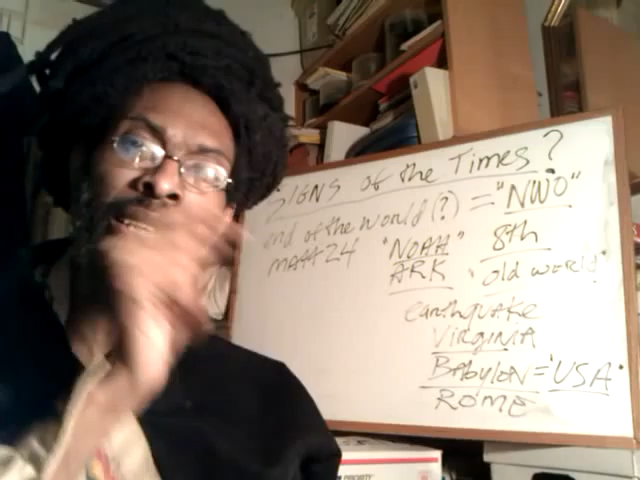 SIGNS of the Times?
end of the world(?) = "NWO"
matt 24 "NOAH" 8th
ARK "old world"
earthquake
VIRGINIA
BAbylON = "USA"
ROME
PRIORITY